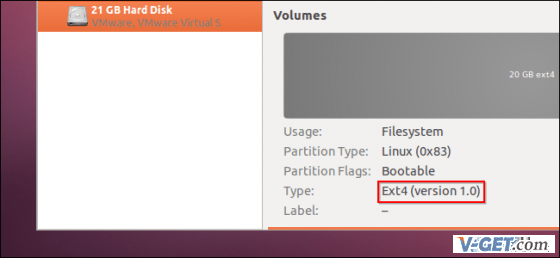 21 GB Hard Disk
VMware, VMware Virtual S
Volumes
20 GB ext4
Usage: Filesystem
Partition Type: Linux (0x83)
Partition Flags: Bootable
Type: Ext4 (version 1.0)
Label: –
V-GET.com